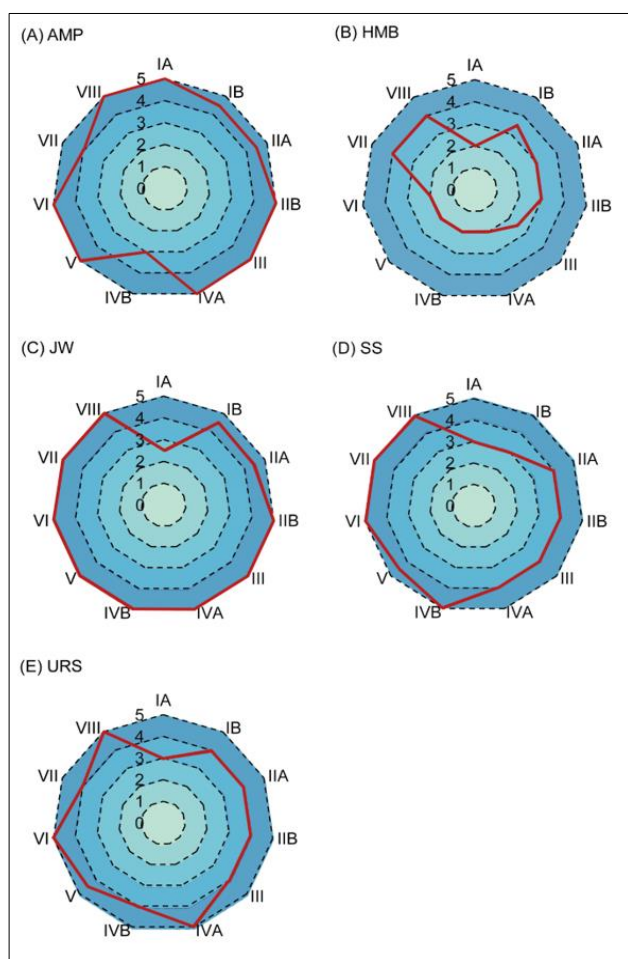 (A) AMP
IA
IB
IIA
IIB
III
IVA
IVB
V
VI
VII
VIII
5
4
3
2
1
0
(B) HMB
IA
IB
IIA
IIB
III
IVA
IVB
V
VI
VII
VIII
5
4
3
2
1
0
(C) JW
IA
IB
IIA
IIB
III
IVA
IVB
V
VI
VII
VIII
5
4
3
2
1
0
(D) SS
IA
IB
IIA
IIB
III
IVA
IVB
V
VI
VII
VIII
5
4
3
2
1
0
(E) URS
IA
IB
IIA
IIB
III
IVA
IVB
V
VI
VII
VIII
5
4
3
2
1
0